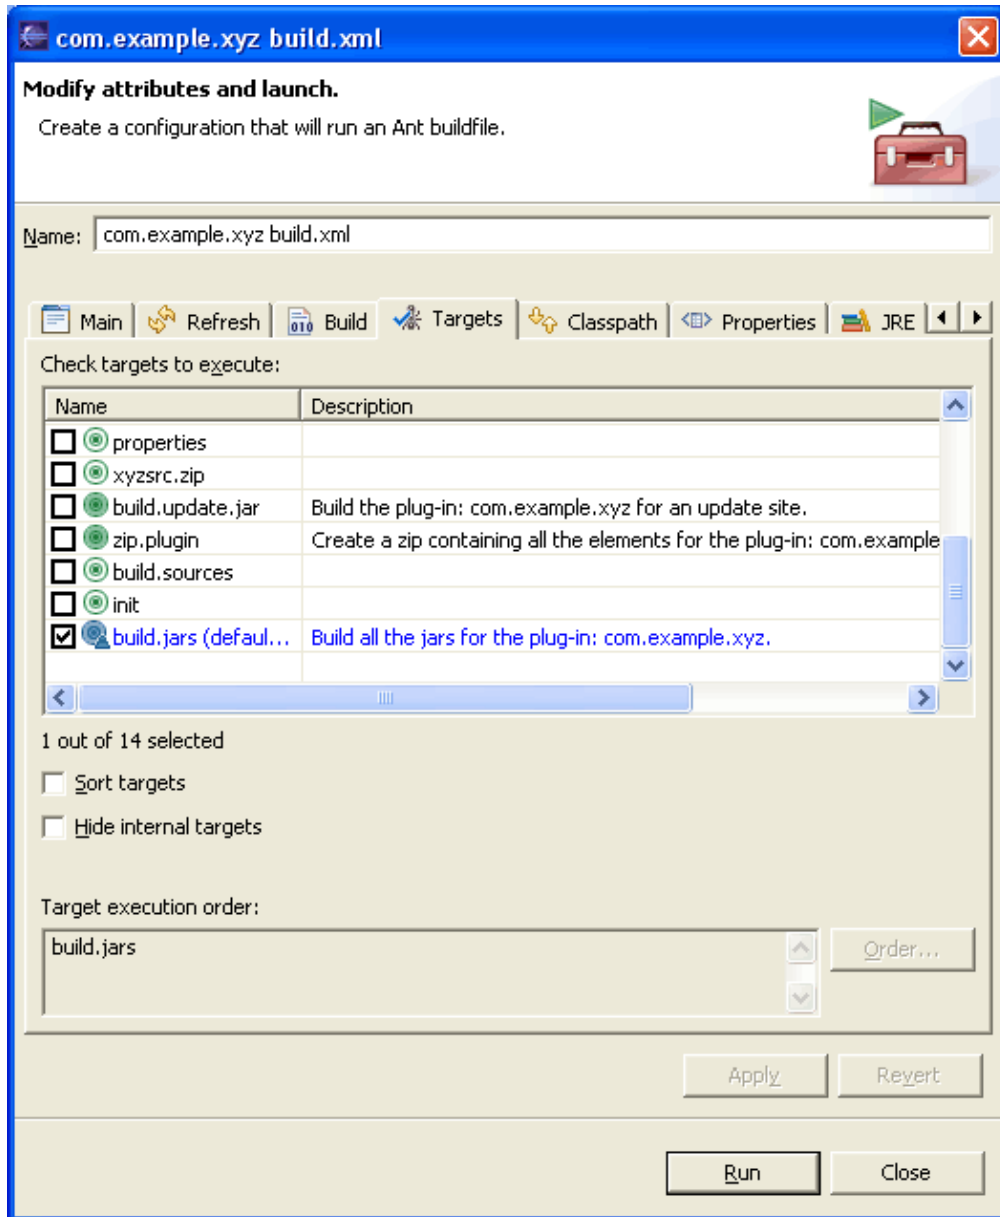 com.example.xyz build.xml
Modify attributes and launch.
Create a configuration that will run an Ant buildfile.
Name: com.example.xyz build.xml
Main Refresh 010 Build Targets Classpath Properties JRE
Check targets to execute:
Name Description
properties
xyzsrc.zip
build.update.jar Build the plug-in: com.example.xyz for an update site.
zip.plugin Create a zip containing all the elements for the plug-in: com.example
build.sources
init
build.jars (defaul... Build all the jars for the plug-in: com.example.xyz.
1 out of 14 selected
Sort targets
Hide internal targets
Target execution order:
build.jars
Order...
Apply Revert
Run Close